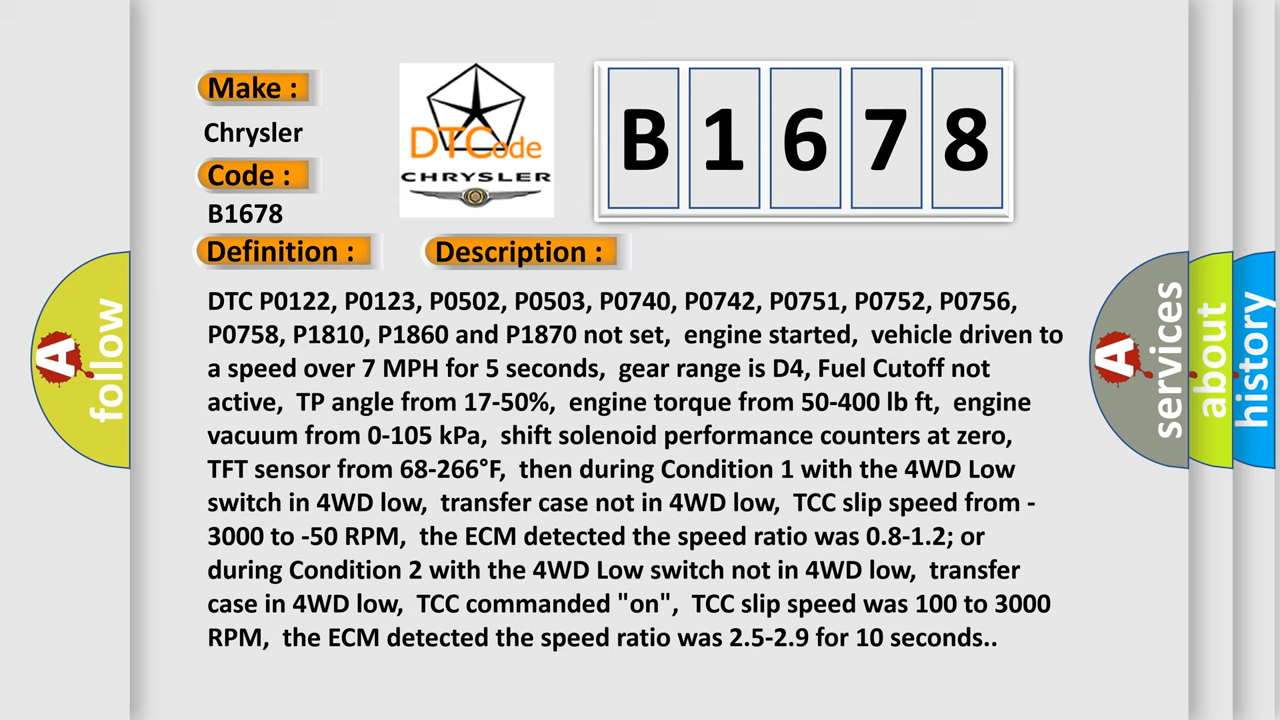 Make :
Chrysler
Code :
B1678
Definition :
Description :
DTCode
CHRYSLER
B1678
DTC P0122, P0123, P0502, P0503, P0740, P0742, P0751, P0752, P0756,
P0758, P1810, P1860 and P1870 not set, engine started, vehicle driven to
a speed over 7 MPH for 5 seconds, gear range is D4, Fuel Cutoff not
active, TP angle from 17-50%, engine torque from 50-400 lb ft, engine
vacuum from 0-105 kPa, shift solenoid performance counters at zero,
TFT sensor from 68-266°F, then during Condition 1 with the 4WD Low
switch in 4WD low, transfer case not in 4WD low, TCC slip speed from -
3000 to -50 RPM, the ECM detected the speed ratio was 0.8-1.2; or
during Condition 2 with the 4WD Low switch not in 4WD low, transfer
case in 4WD low, TCC commanded "on", TCC slip speed was 100 to 3000
RPM, the ECM detected the speed ratio was 2.5-2.9 for 10 seconds..
A
follow
A
services
about
history